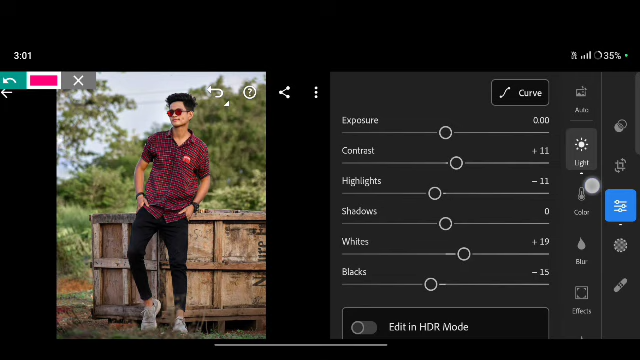 3:01
35%
Curve
Auto
Exposure 0.00
Contrast + 11
Light
Highlights − 11
Color
Shadows 0
Whites + 19
Blur
Blacks − 15
Effects
Edit in HDR Mode